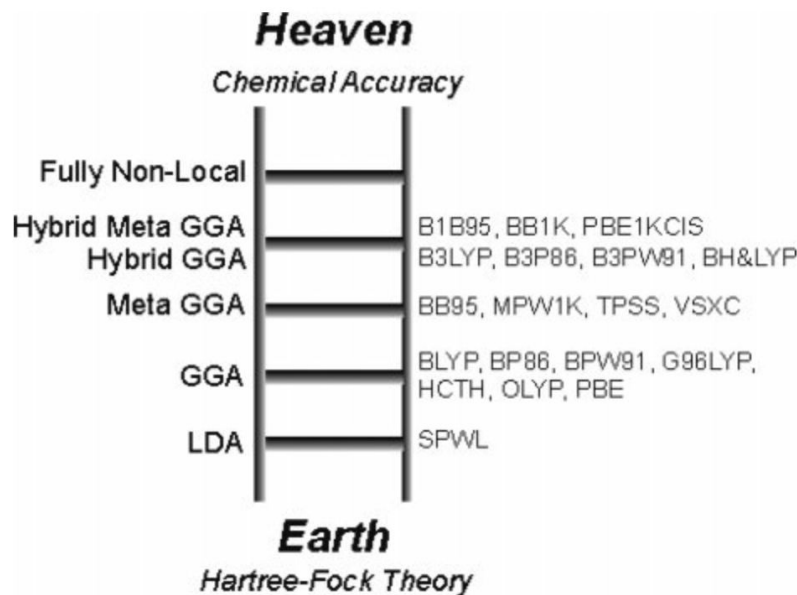 Heaven
Chemical Accuracy
Fully Non-Local
Hybrid Meta GGA
B1B95, BB1K, PBE1KCIS
Hybrid GGA
B3LYP, B3P86, B3PW91, BH&LYP
Meta GGA
BB95, MPW1K, TPSS, VSXC
GGA
BLYP, BP86, BPW91, G96LYP,
HCTH, OLYP, PBE
LDA
SPWL
Earth
Hartree-Fock Theory